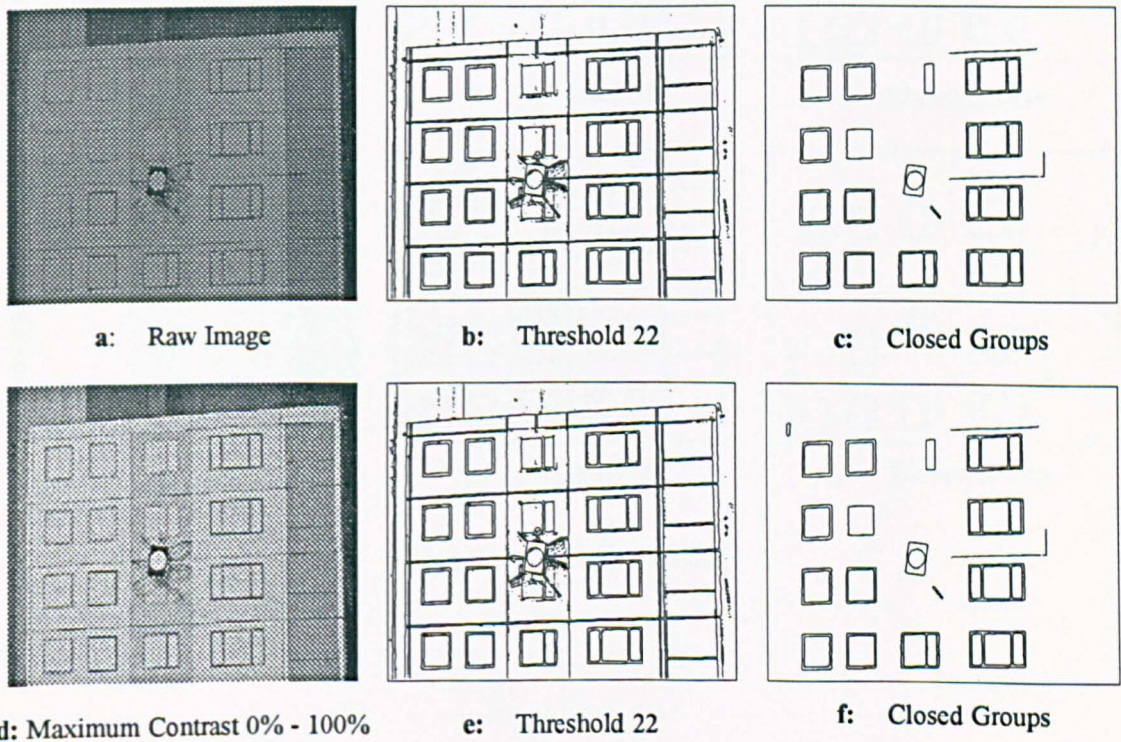 a: Raw Image
b: Threshold 22
c: Closed Groups
d: Maximum Contrast 0% - 100%
e: Threshold 22
f: Closed Groups